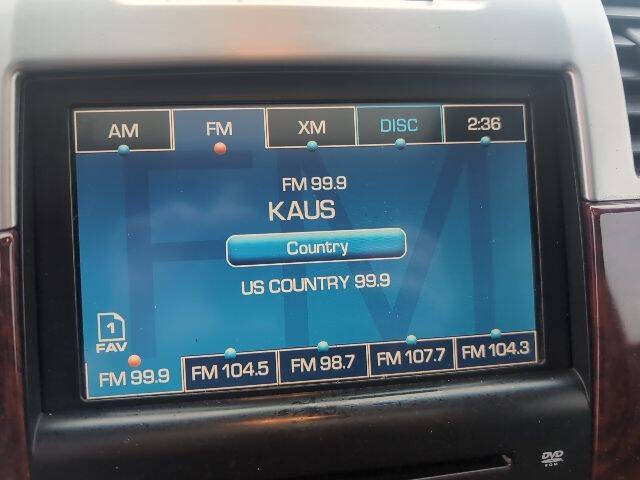 AM FM XM DISC 2:36
FM 99.9
KAUS
Country
US COUNTRY 99.9
1
FAV
FM 99.9 FM 104.5 FM 98.7 FM 107.7 FM 104.3
DVD
ROM